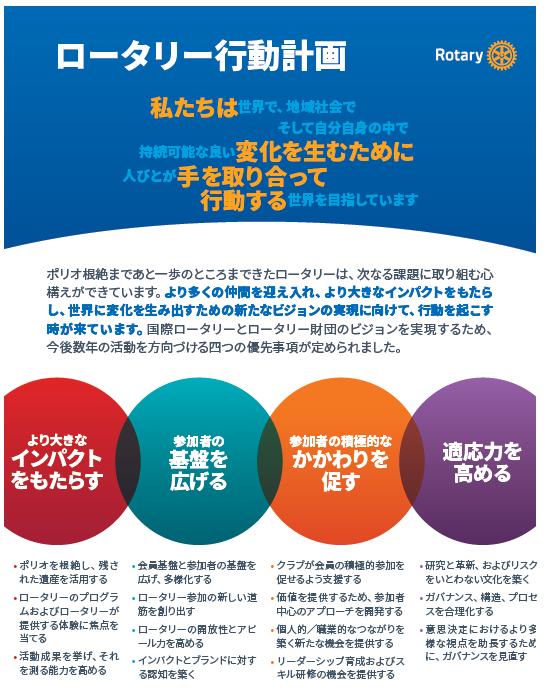 ロータリー行動計画
Rotary
私たちは世界で、地域社会で
そして自分自身の中で
持続可能な良い変化を生むために
人びとが手を取り合って
行動する世界を目指しています
ポリオ根絶まであと一歩のところまできたロータリーは、次なる課題に取り組む心
構えができています。より多くの仲間を迎え入れ、より大きなインパクトをもたら
し、世界に変化を生み出すための新たなビジョンの実現に向けて、行動を起こす
時が来ています。国際ロータリーとロータリー財団のビジョンを実現するため、
今後数年の活動を方向づける四つの優先事項が定められました。
より大きな
インパクト
をもたらす
参加者の
基盤を
広げる
参加者の積極的な
かかわりを
促す
適応力を
高める
・ポリオを根絶し、残さ
れた遺産を活用する
・ロータリーのプログラ
ムおよびロータリーが
提供する体験に焦点を
当てる
・活動成果を挙げ、それ
を測る能力を高める
・会員基盤と参加者の基盤を
広げ、多様化する
・ロータリー参加の新しい道
筋を創り出す
・ロータリーの開放性とアピ
ール力を高める
・インパクトとブランドに対す
る認知を築く
・クラブが会員の積極的参加を
促せるよう支援する
・価値を提供するため、参加者
中心のアプローチを開発する
・個人的／職業的なつながりを
築く新たな機会を提供する
・リーダーシップ育成およびス
キル研修の機会を提供する
・研究と革新、およびリスク
をいとわない文化を築く
・ガバナンス、構造、プロセ
スを合理化する
・意思決定におけるより多
様な視点を助長するため
に、ガバナンスを見直す